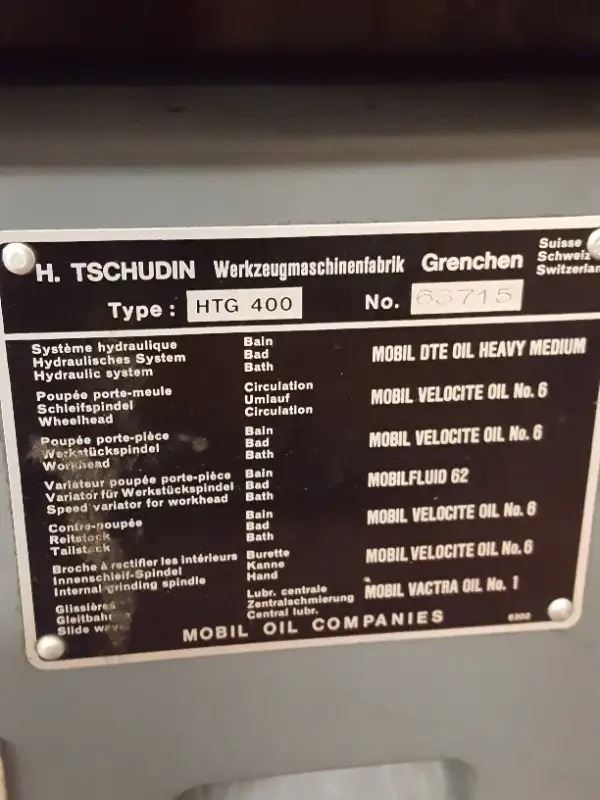 H. TSCHUDIN Werkzeugmaschinenfabrik Grenchen Suisse
Schweiz
Switzerland
Type: HTG 400 No. 63715
Système hydraulique Bain
Hydraulisches System Bad MOBIL DTE OIL HEAVY MEDIUM
Hydraulic system Bath
Poupée porte-meule Circulation
Schleifspindel Umlauf MOBIL VELOCITE OIL No. 6
Wheelhead Circulation
Poupée porte-pièce Bain
Werkstückspindel Bad MOBIL VELOCITE OIL No. 6
Workhead Bath
Variateur poupée porte-pièce Bain
Variator für Werkstückspindel Bad MOBILFLUID 62
Speed variator for workhead Bath
Contre-poupée Bain
Reitstock Bad MOBIL VELOCITE OIL No. 6
Tailstock Bath
Broche à rectifier les intérieurs Burette
Innenschleif-Spindel Kanne MOBIL VELOCITE OIL No. 6
Internal grinding spindle Hand
Glissières Lubr. centrale
Gleitbahn Zentralschmierung MOBIL VACTRA OIL No. 1
Slide ways Central lubr.
MOBIL OIL COMPANIES 6200